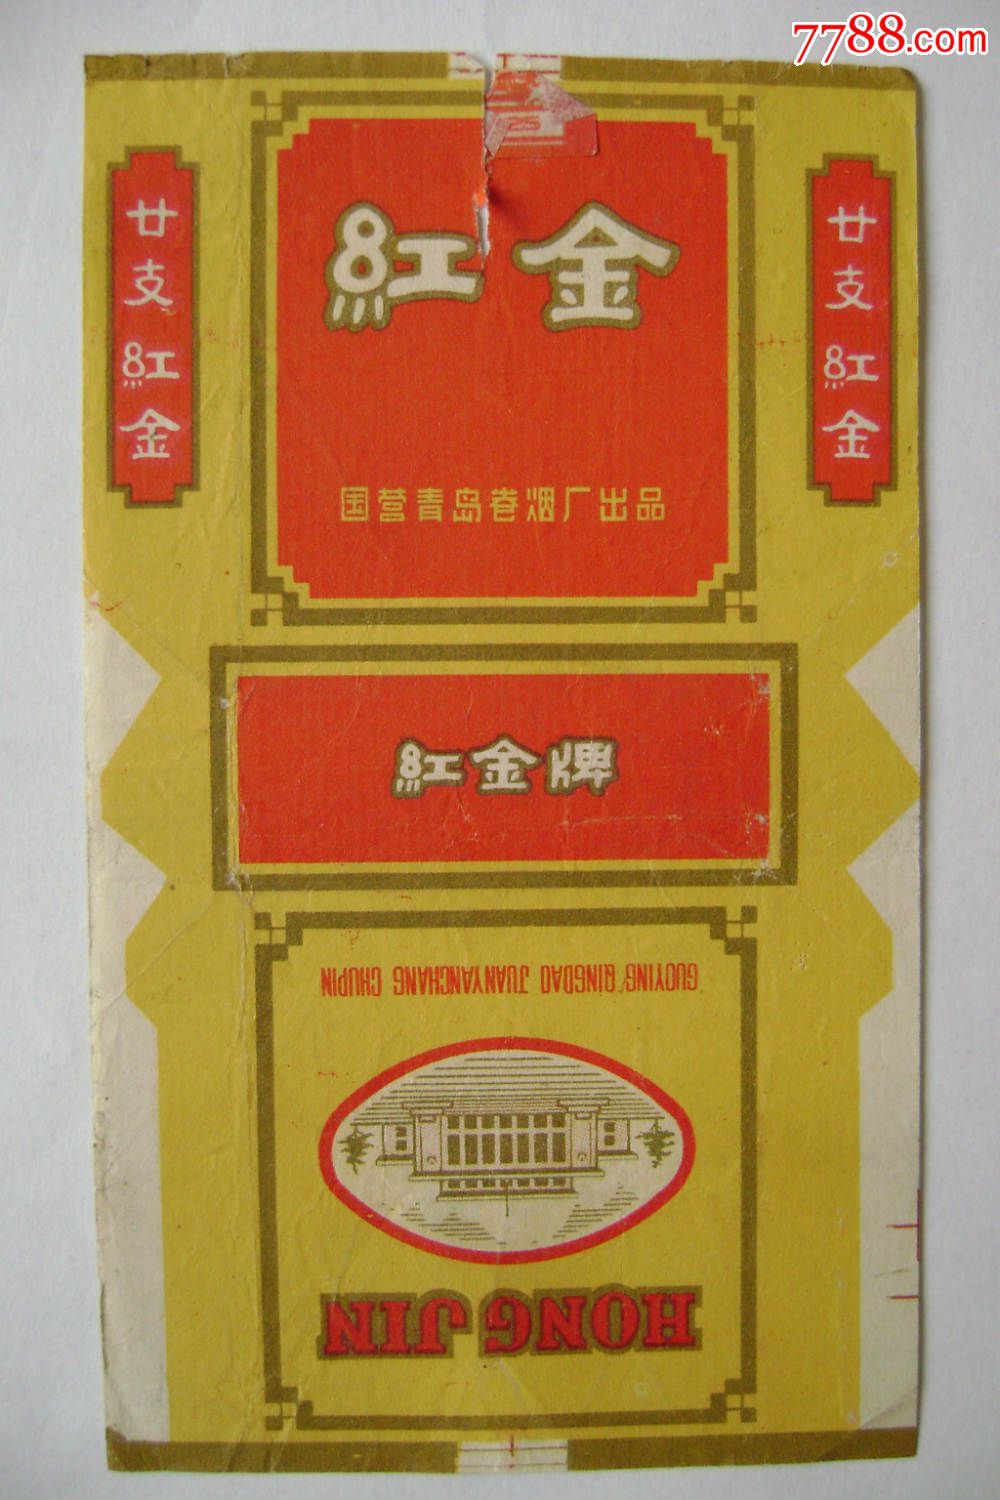 7788.com
紅金
廿支紅金
廿支紅金
国营青岛卷烟厂出品
紅金牌
GUOYING QINGDAO JUANYANCHANG CHUPIN
HONG JIN